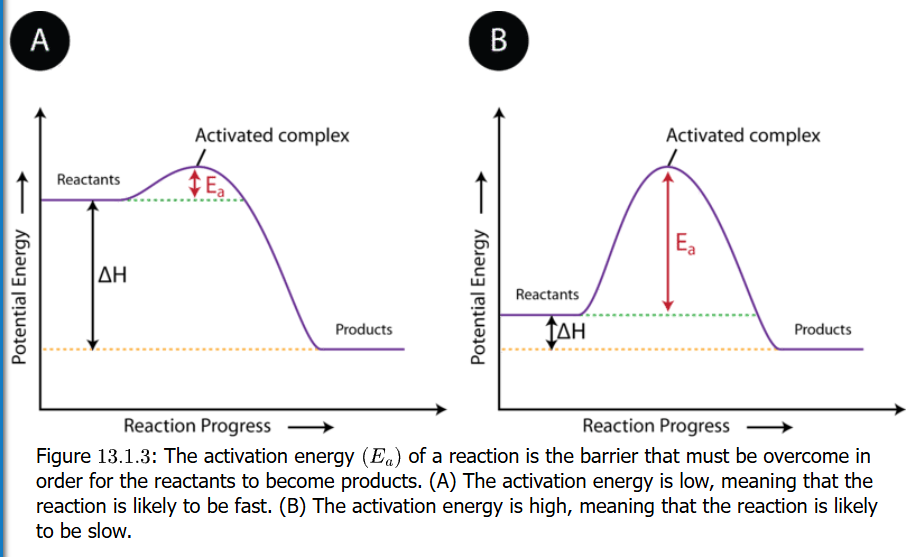 A
Activated complex
Reactants
Eₐ
ΔH
Products
Potential Energy
Reaction Progress
B
Activated complex
Eₐ
Reactants
ΔH
Products
Potential Energy
Reaction Progress
Figure 13.1.3: The activation energy (Eₐ) of a reaction is the barrier that must be overcome in
order for the reactants to become products. (A) The activation energy is low, meaning that the
reaction is likely to be fast. (B) The activation energy is high, meaning that the reaction is likely
to be slow.